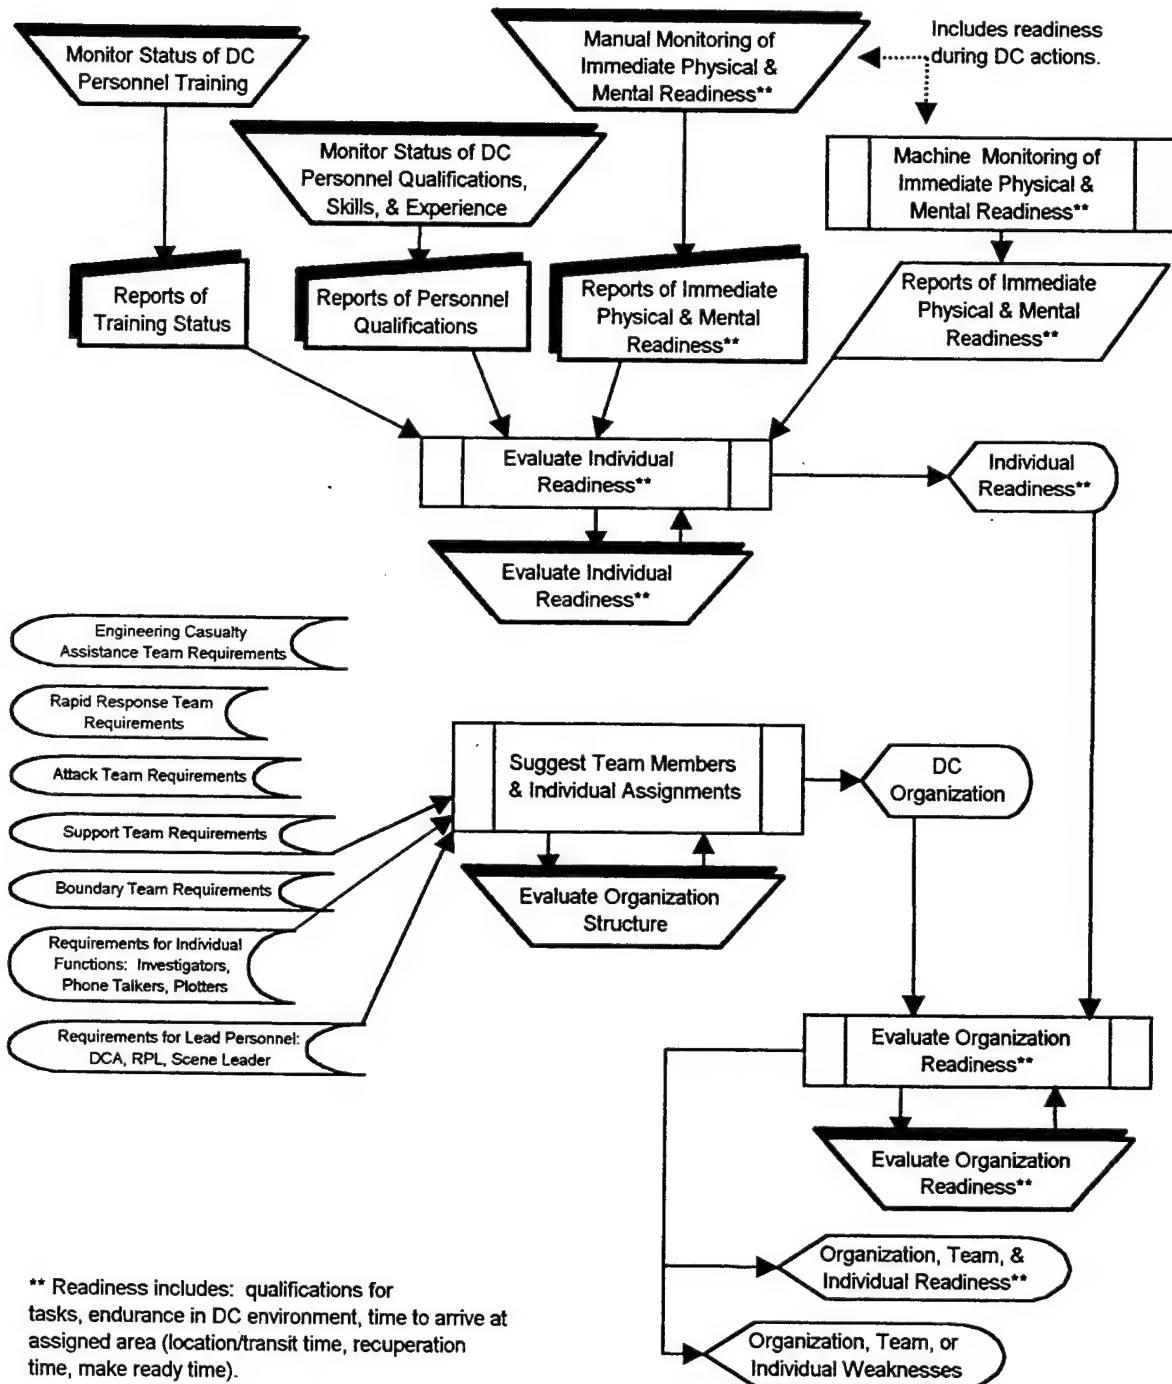 Monitor Status of DC
Personnel Training
Manual Monitoring of
Immediate Physical &
Mental Readiness**
Includes readiness
during DC actions.
Monitor Status of DC
Personnel Qualifications,
Skills, & Experience
Machine Monitoring of
Immediate Physical &
Mental Readiness**
Reports of
Training Status
Reports of Personnel
Qualifications
Reports of Immediate
Physical & Mental
Readiness**
Reports of Immediate
Physical & Mental
Readiness**
Evaluate Individual
Readiness**
Individual
Readiness**
Evaluate Individual
Readiness**
Engineering Casualty
Assistance Team Requirements
Rapid Response Team
Requirements
Attack Team Requirements
Support Team Requirements
Boundary Team Requirements
Requirements for Individual
Functions: Investigators,
Phone Talkers, Plotters
Requirements for Lead Personnel:
DCA, RPL, Scene Leader
Suggest Team Members
& Individual Assignments
DC
Organization
Evaluate Organization
Structure
Evaluate Organization
Readiness**
Evaluate Organization
Readiness**
Organization, Team, &
Individual Readiness**
Organization, Team, or
Individual Weaknesses
** Readiness includes: qualifications for
tasks, endurance in DC environment, time to arrive at
assigned area (location/transit time, recuperation
time, make ready time).